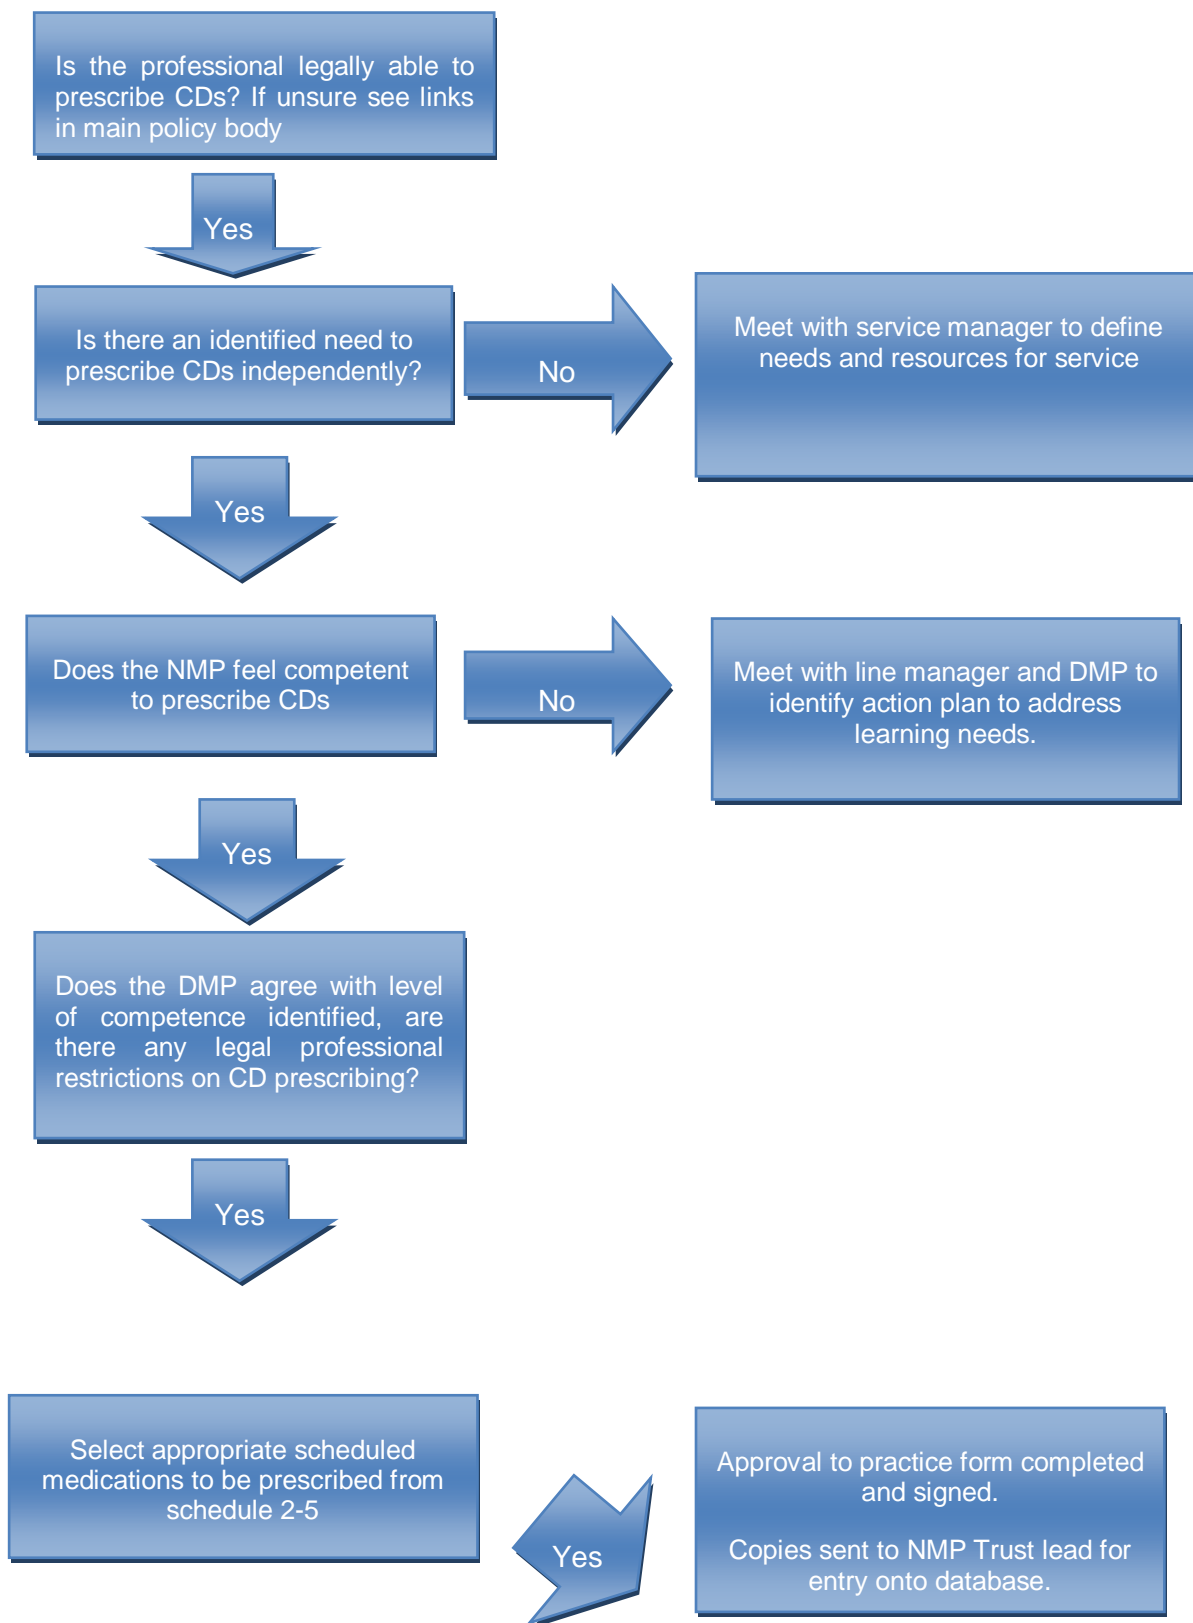 Is the professional legally able to
prescribe CDs? If unsure see links
in main policy body
Yes
Is there an identified need to
prescribe CDs independently?
No
Meet with service manager to define
needs and resources for service
Yes
Does the NMP feel competent
to prescribe CDs
No
Meet with line manager and DMP to
identify action plan to address
learning needs.
Yes
Does the DMP agree with level
of competence identified, are
there any legal professional
restrictions on CD prescribing?
Yes
Select appropriate scheduled
medications to be prescribed from
schedule 2-5
Yes
Approval to practice form completed
and signed.
Copies sent to NMP Trust lead for
entry onto database.